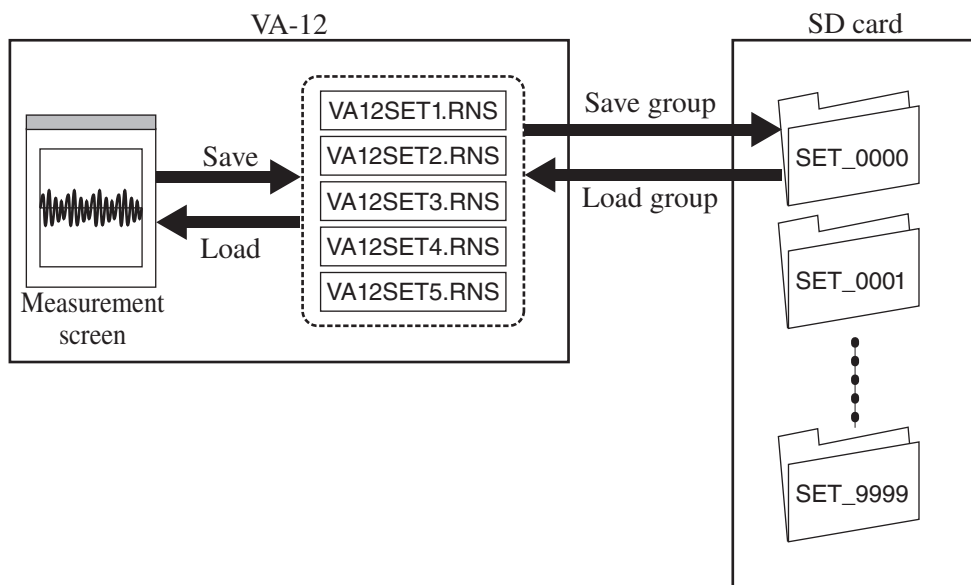 VA-12
SD card
VA12SET1.RNS
VA12SET2.RNS
VA12SET3.RNS
VA12SET4.RNS
VA12SET5.RNS
Save
Load
Measurement
screen
Save group
Load group
SET_0000
SET_0001
SET_9999